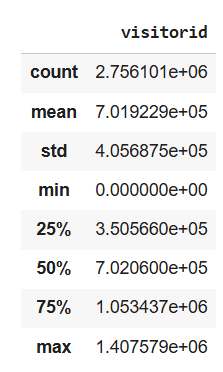 visitorid
count 2.756101e+06
mean 7.019229e+05
std 4.056875e+05
min 0.000000e+00
25% 3.505660e+05
50% 7.020600e+05
75% 1.053437e+06
max 1.407579e+06